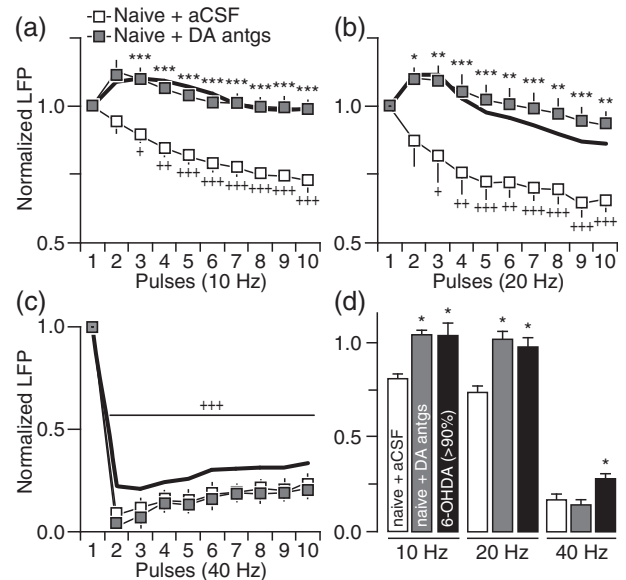 (a)
Naive + aCSF
Naive + DA antgs
(b)
Normalized LFP
1.0
0.5
*** *** *** *** *** *** *** ***
+ ++ +++ +++ +++ +++ +++ +++
1 2 3 4 5 6 7 8 9 10
Pulses (10 Hz)
1.0
0.5
* ** *** *** ** *** ** ** **
+ ++ +++ ++ +++ +++ +++ +++
1 2 3 4 5 6 7 8 9 10
Pulses (20 Hz)
(c)
Normalized LFP
1.0
0.5
0.0
+++
1 2 3 4 5 6 7 8 9 10
Pulses (40 Hz)
(d)
1.0
0.5
0.0
* *
* *
*
naive + aCSF
naive + DA antgs
6-OHDA (>90%)
10 Hz 20 Hz 40 Hz